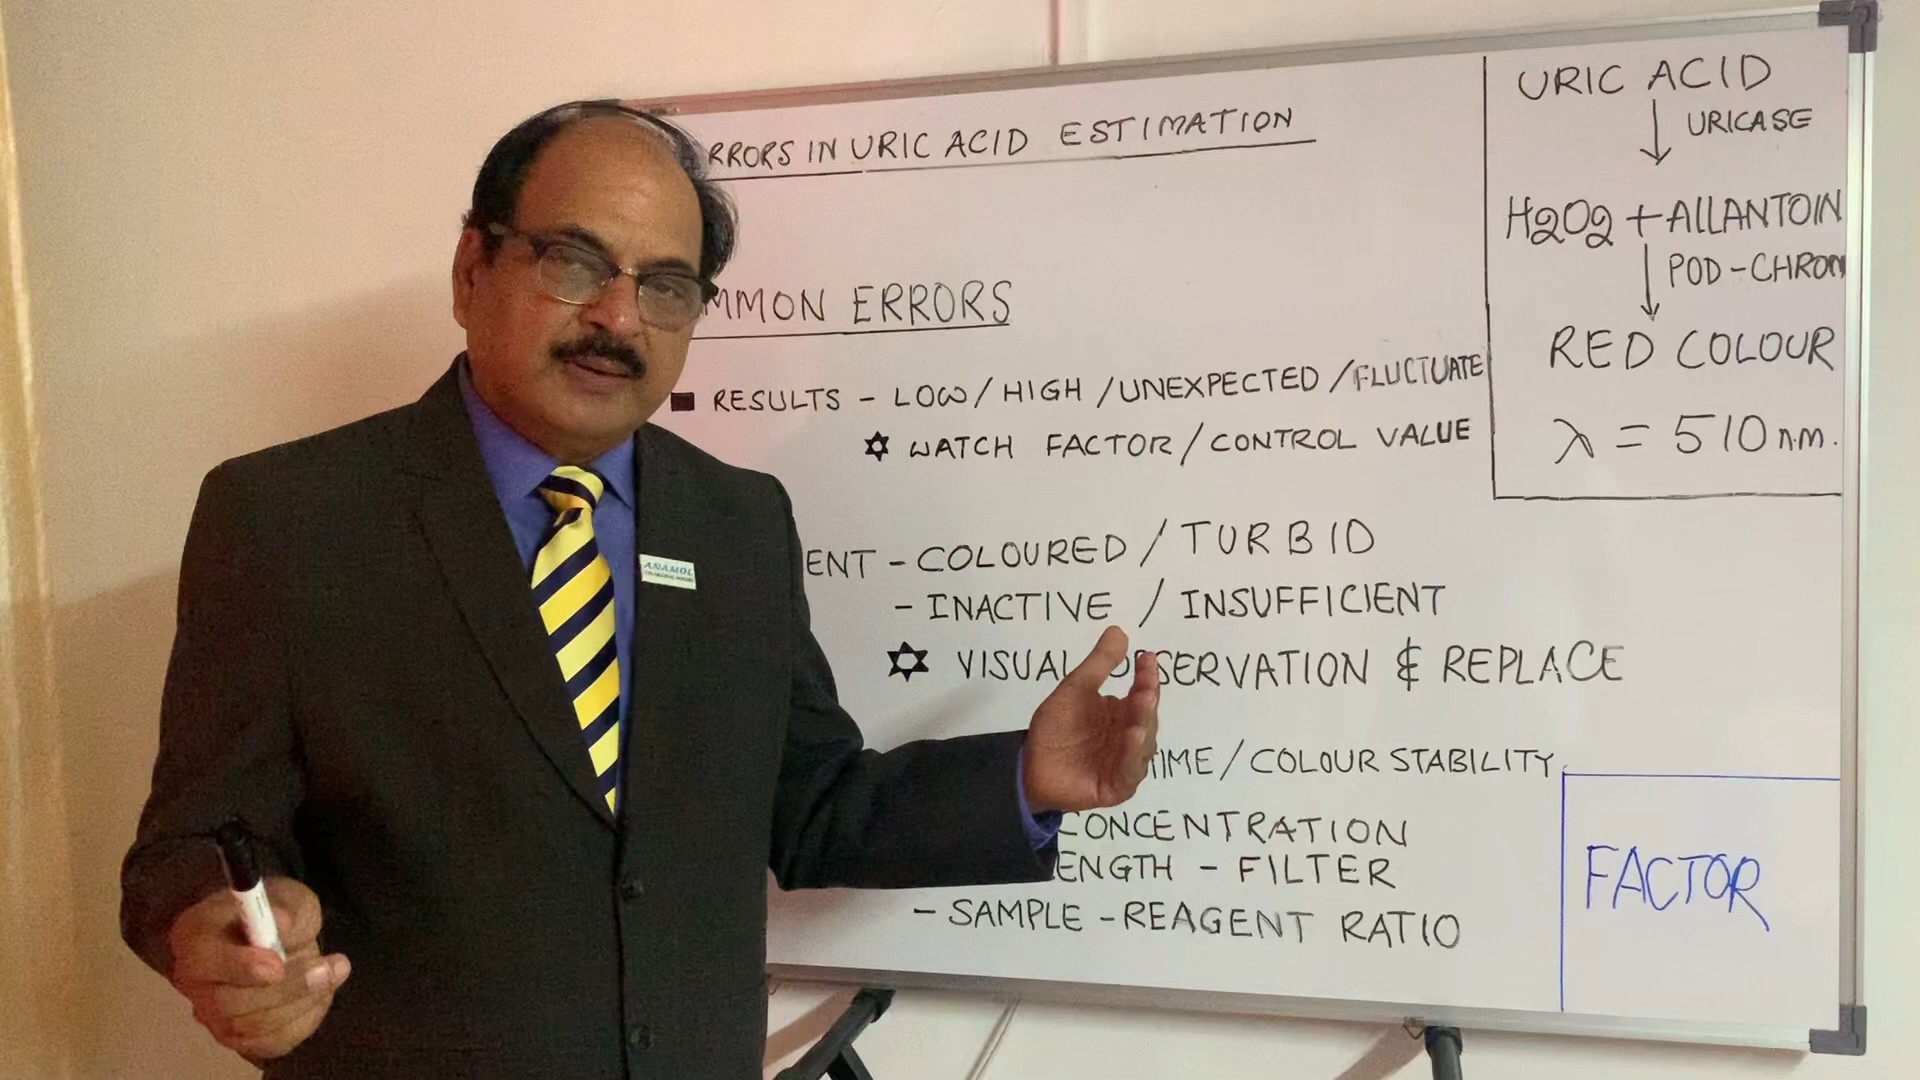 RRORS IN URIC ACID ESTIMATION
MMON ERRORS
RESULTS - LOW / HIGH / UNEXPECTED / FLUCTUATE
WATCH FACTOR / CONTROL VALUE
ENT - COLOURED / TURBID
- INACTIVE / INSUFFICIENT
VISUAL OBSERVATION & REPLACE
TIME / COLOUR STABILITY
CONCENTRATION
ENGTH - FILTER
- SAMPLE - REAGENT RATIO
URIC ACID
URICASE
H2O2 + ALLANTOIN
POD - CHROM
RED COLOUR
λ = 510 n.m.
FACTOR
ANAMOL